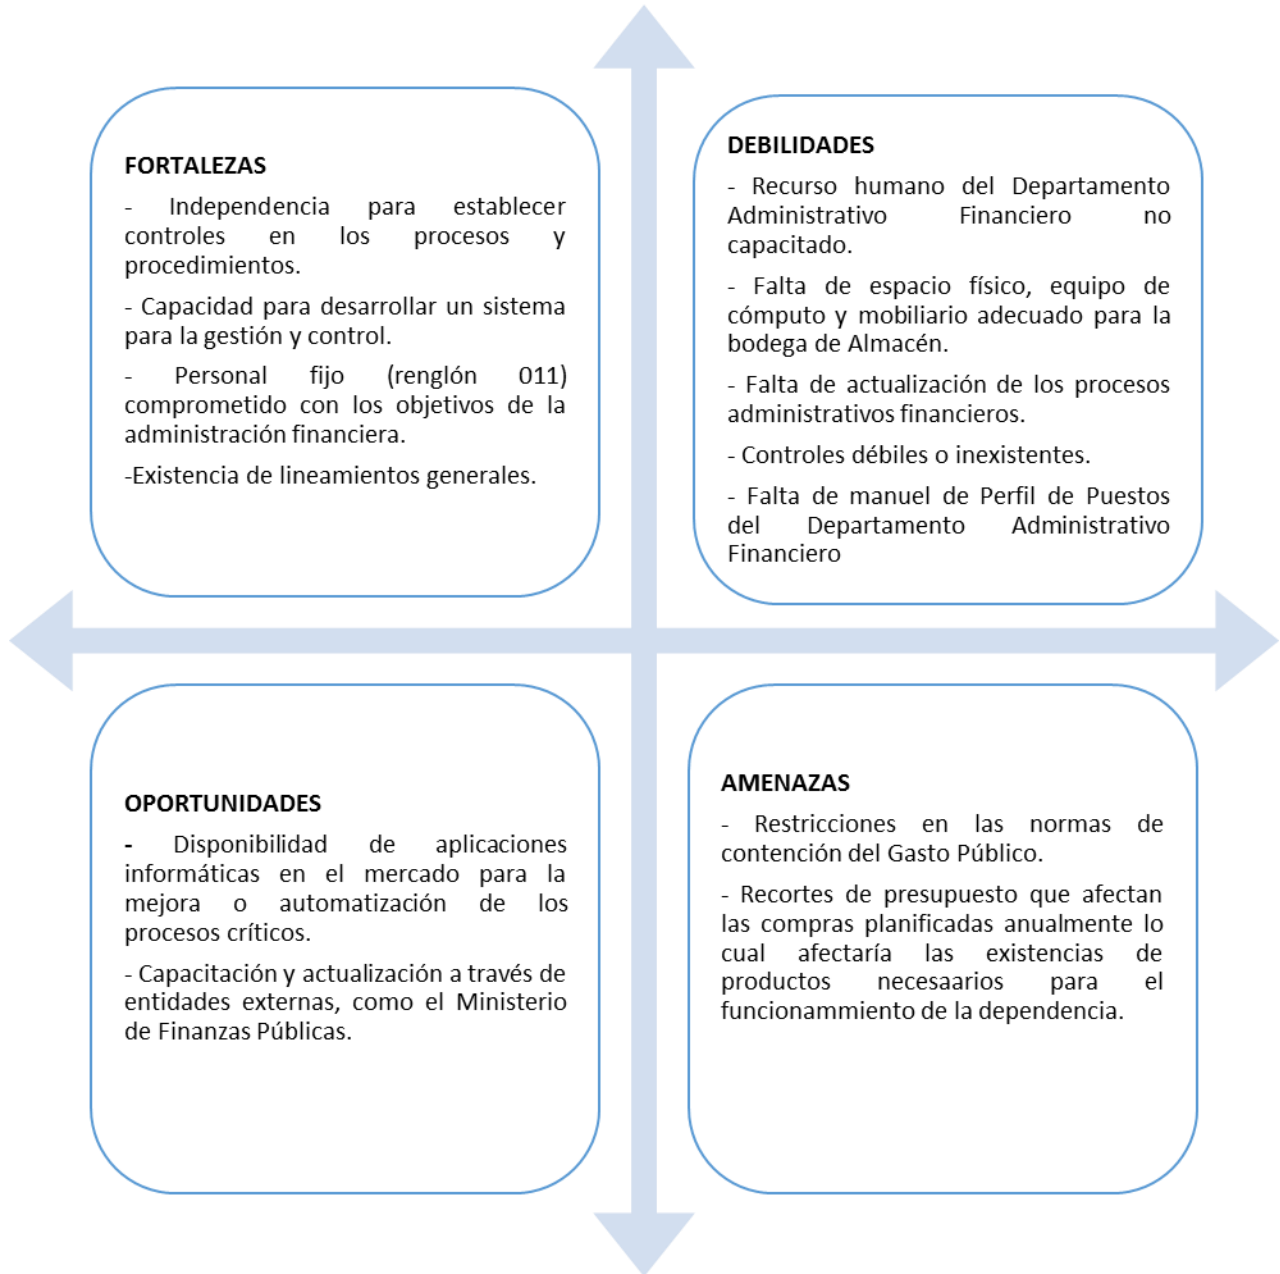 FORTALEZAS
- Independencia para establecer
controles en los procesos y
procedimientos.
- Capacidad para desarrollar un sistema
para la gestión y control.
- Personal fijo (renglón 011)
comprometido con los objetivos de la
administración financiera.
-Existencia de lineamientos generales.
DEBILIDADES
- Recurso humano del Departamento
Administrativo Financiero no
capacitado.
- Falta de espacio físico, equipo de
cómputo y mobiliario adecuado para la
bodega de Almacén.
- Falta de actualización de los procesos
administrativos financieros.
- Controles débiles o inexistentes.
- Falta de manuel de Perfil de Puestos
del Departamento Administrativo
Financiero
OPORTUNIDADES
- Disponibilidad de aplicaciones
informáticas en el mercado para la
mejora o automatización de los
procesos críticos.
- Capacitación y actualización a través de
entidades externas, como el Ministerio
de Finanzas Públicas.
AMENAZAS
- Restricciones en las normas de
contención del Gasto Público.
- Recortes de presupuesto que afectan
las compras planificadas anualmente lo
cual afectaría las existencias de
productos necesaarios para el
funcionammiento de la dependencia.